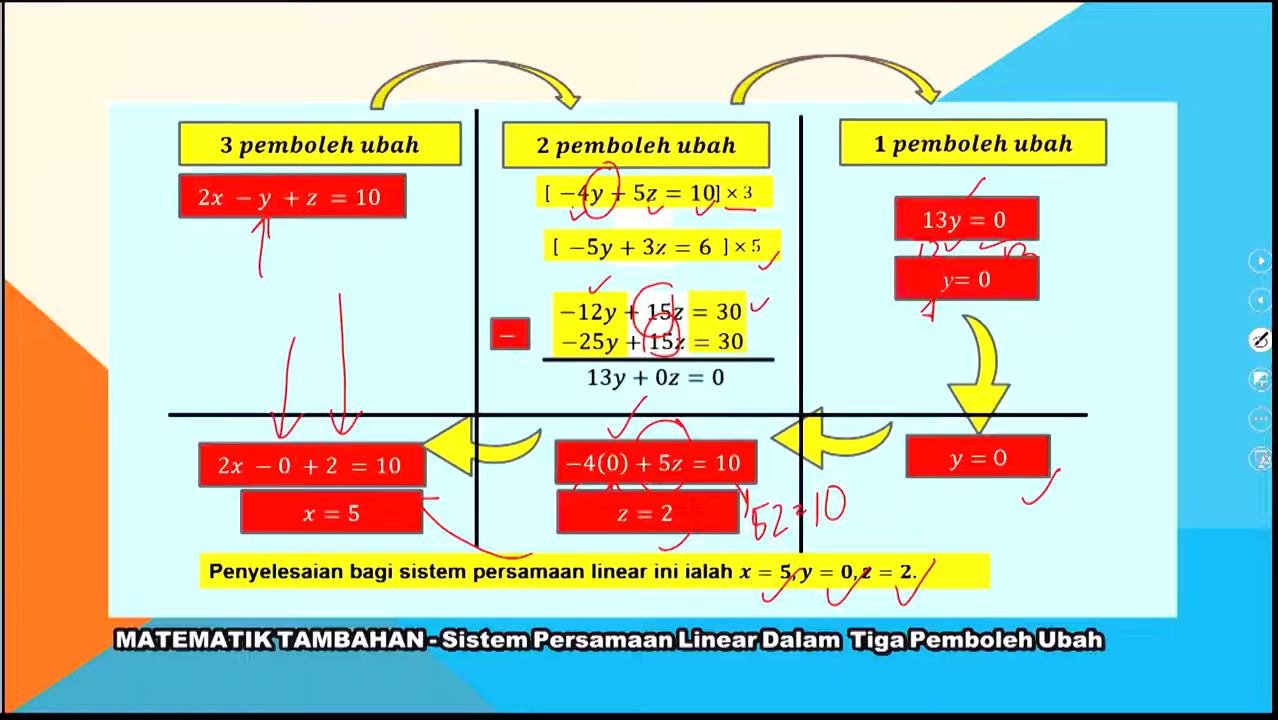 3 pemboleh ubah
2x − y + z = 10
2 pemboleh ubah
[ −4y + 5z = 10] × 3
[ −5y + 3z = 6 ] × 5
−12y + 15z = 30
−
−25y + 15z = 30
13y + 0z = 0
1 pemboleh ubah
13y = 0
y= 0
y = 0
−4(0) + 5z = 10
z = 2
5z=10
2x − 0 + 2 = 10
x = 5
Penyelesaian bagi sistem persamaan linear ini ialah x = 5, y = 0, z = 2.
MATEMATIK TAMBAHAN - Sistem Persamaan Linear Dalam Tiga Pemboleh Ubah